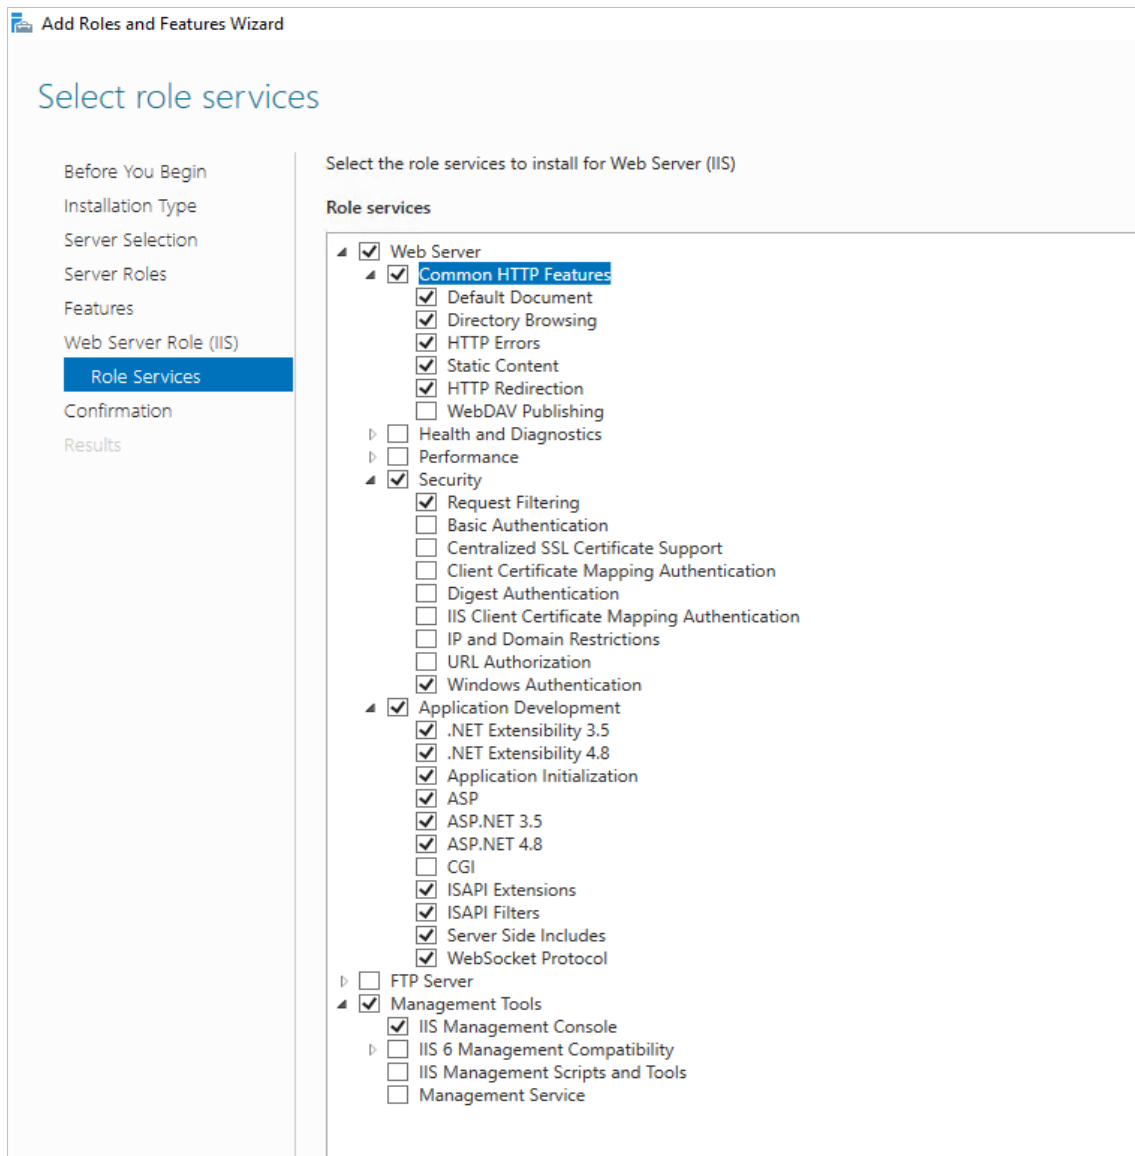 Add Roles and Features Wizard
Select role services
Before You Begin
Installation Type
Server Selection
Server Roles
Features
Web Server Role (IIS)
Role Services
Confirmation
Results
Select the role services to install for Web Server (IIS)
Role services
Web Server
Common HTTP Features
Default Document
Directory Browsing
HTTP Errors
Static Content
HTTP Redirection
WebDAV Publishing
Health and Diagnostics
Performance
Security
Request Filtering
Basic Authentication
Centralized SSL Certificate Support
Client Certificate Mapping Authentication
Digest Authentication
IIS Client Certificate Mapping Authentication
IP and Domain Restrictions
URL Authorization
Windows Authentication
Application Development
.NET Extensibility 3.5
.NET Extensibility 4.8
Application Initialization
ASP
ASP.NET 3.5
ASP.NET 4.8
CGI
ISAPI Extensions
ISAPI Filters
Server Side Includes
WebSocket Protocol
FTP Server
Management Tools
IIS Management Console
IIS 6 Management Compatibility
IIS Management Scripts and Tools
Management Service